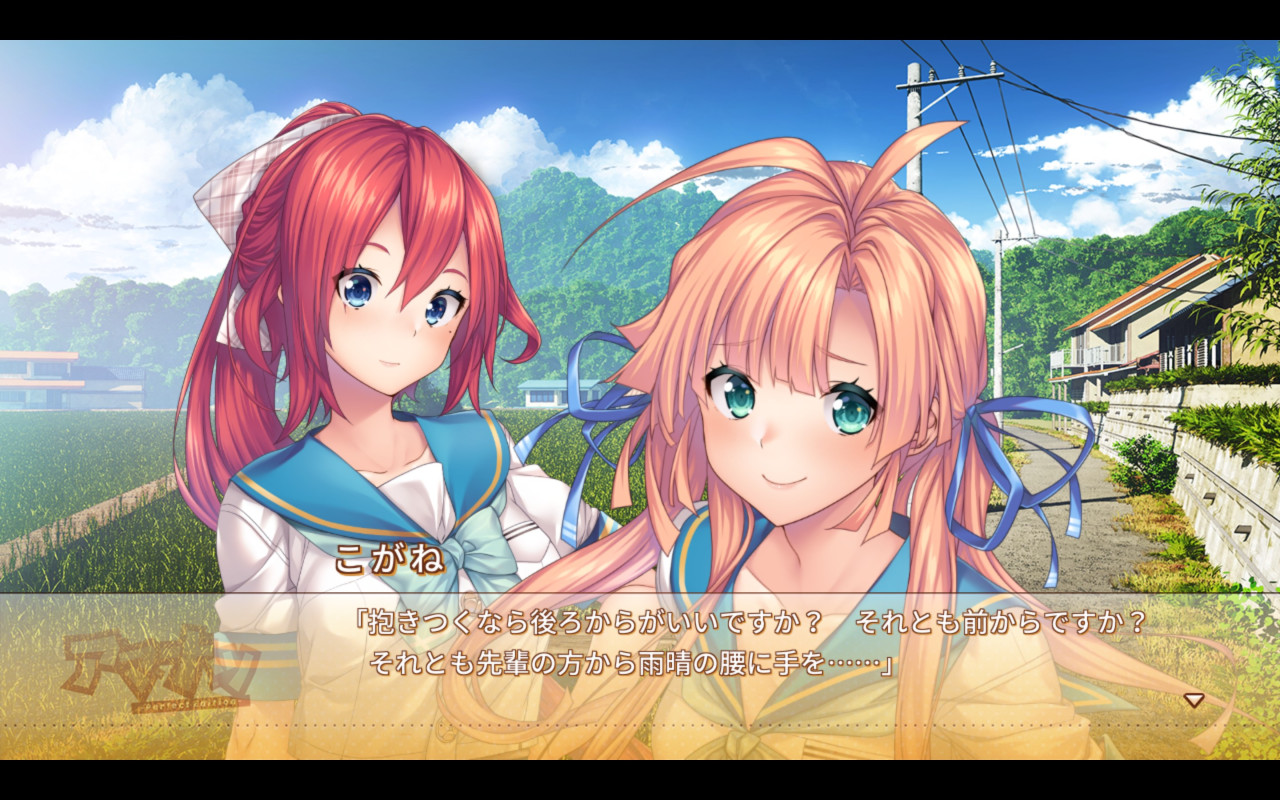 こがね
「抱きつくなら後ろからがいいですか？　それとも前からですか？
それとも先輩の方から雨晴の腰に手を……」
Perfect Edition